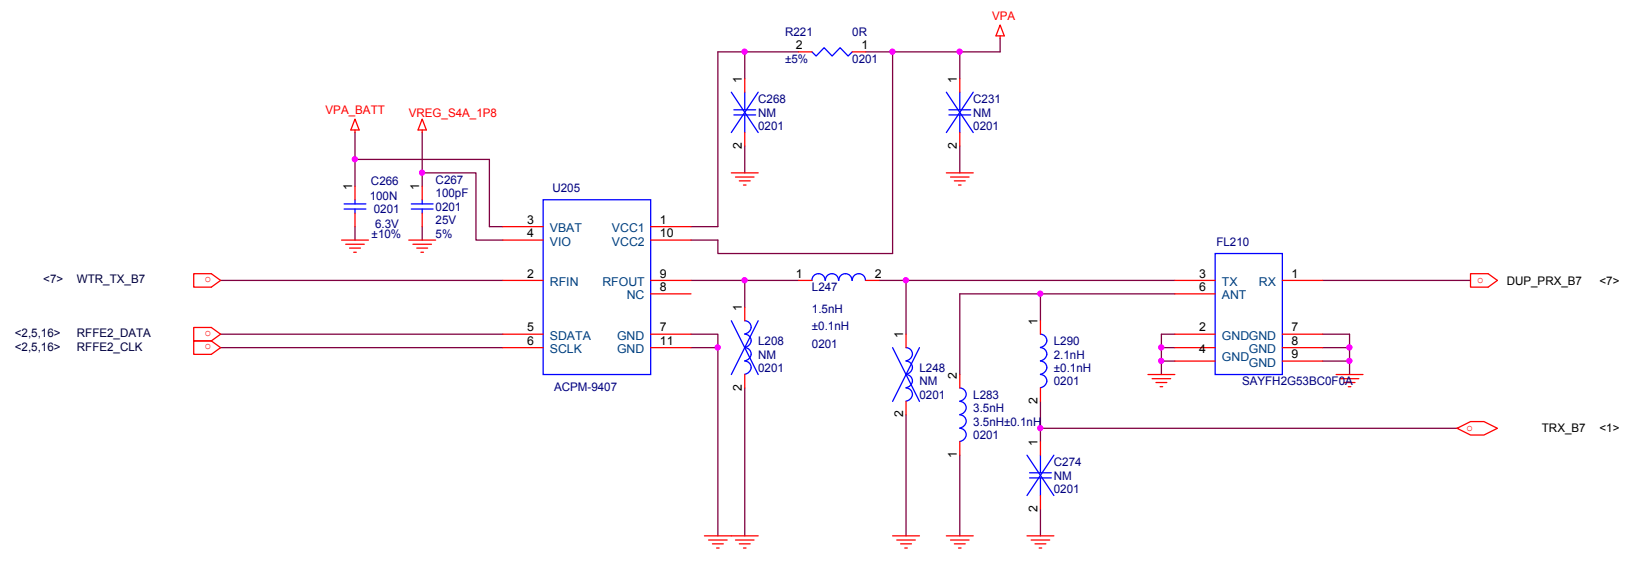 VPA
R221 0R
2 1
±5% 0201
1
C268
NM
0201
2
1
C231
NM
0201
2
VPA_BATT
VREG_S4A_1P8
1
C266
100N
0201
6.3V
±10%
1
C267
100pF
0201
25V
5%
U205
3 VBAT VCC1 1
4 VIO VCC2 10
2 RFIN RFOUT 9
NC 8
5 SDATA GND 7
6 SCLK GND 11
ACPM-9407
<7> WTR_TX_B7
<2,5,16> RFFE2_DATA
<2,5,16> RFFE2_CLK
1 2
L247
1.5nH
±0.1nH
0201
1
L208
NM
0201
2
1
L248
NM
0201
2
2
L283
3.5nH
3.5nH±0.1nH
0201
1
1
L290
2.1nH
±0.1nH
0201
2
1
C274
NM
0201
2
FL210
3 TX RX 1
6 ANT
2 GND GND 7
GND 8
4 GND GND 9
SAYFH2G53BC0F0A
DUP_PRX_B7 <7>
TRX_B7 <1>